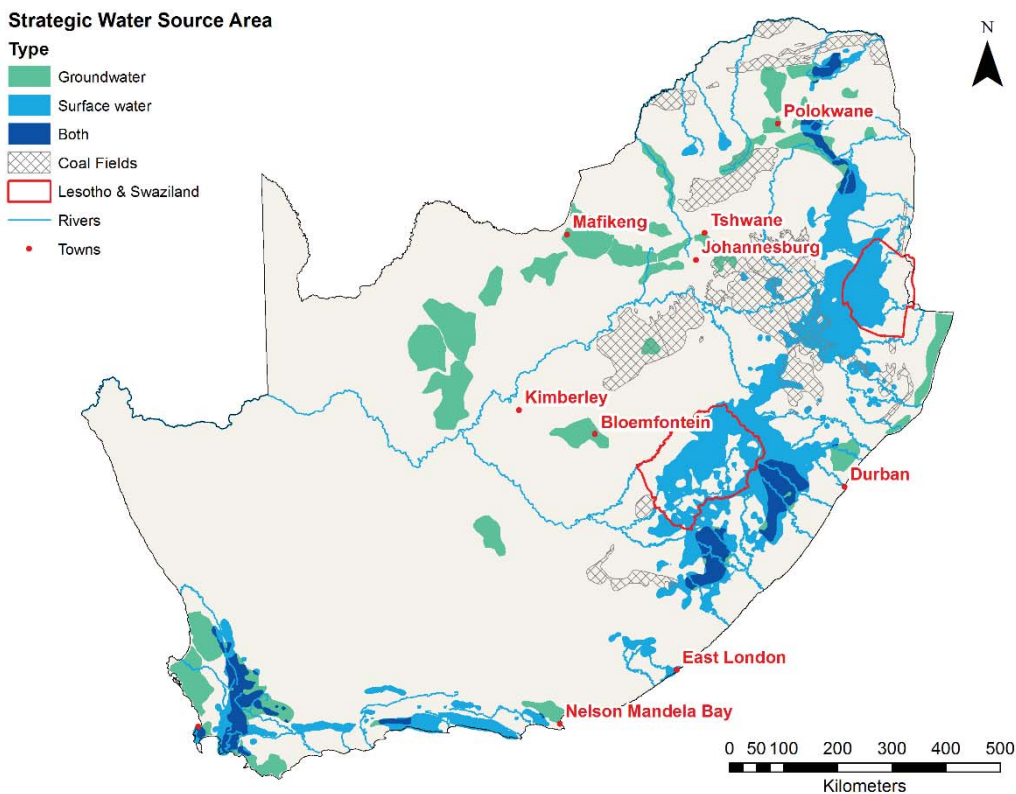 Strategic Water Source Area
Type
Groundwater
Surface water
Both
Coal Fields
Lesotho & Swaziland
Rivers
Towns
N
Polokwane
Mafikeng
Tshwane
Johannesburg
Kimberley
Bloemfontein
Durban
East London
Nelson Mandela Bay
0 50 100 200 300 400 500
Kilometers